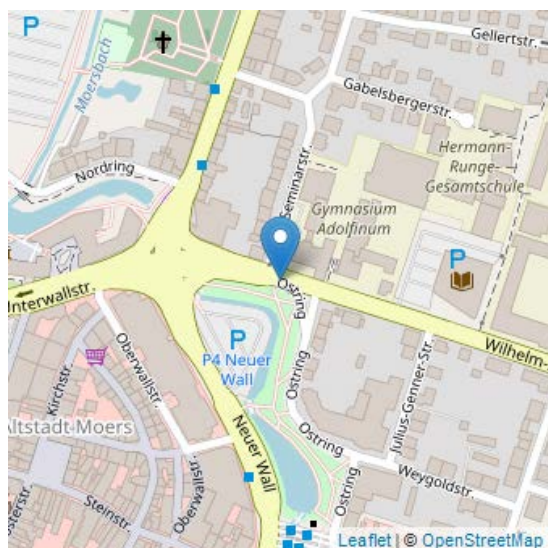 P
Gellertstr.
Moersbach
Gabelsbergerstr.
Hermann-
Runge-
Gesamtschule
Nordring
Seminarstr.
Gymnasium
Adolfinum
P
Ostring
Unterwallstr.
P
P4 Neuer
Wall
Wilhelm-
Oberwallstr.
Kirchstr.
Ostring
Julius-Genner-Str.
Altstadt-Moers
Neuer Wall
Ostring
Weygoldstr.
Steinstr.
Oberwallstr.
Ostring
Leaflet | © OpenStreetMap